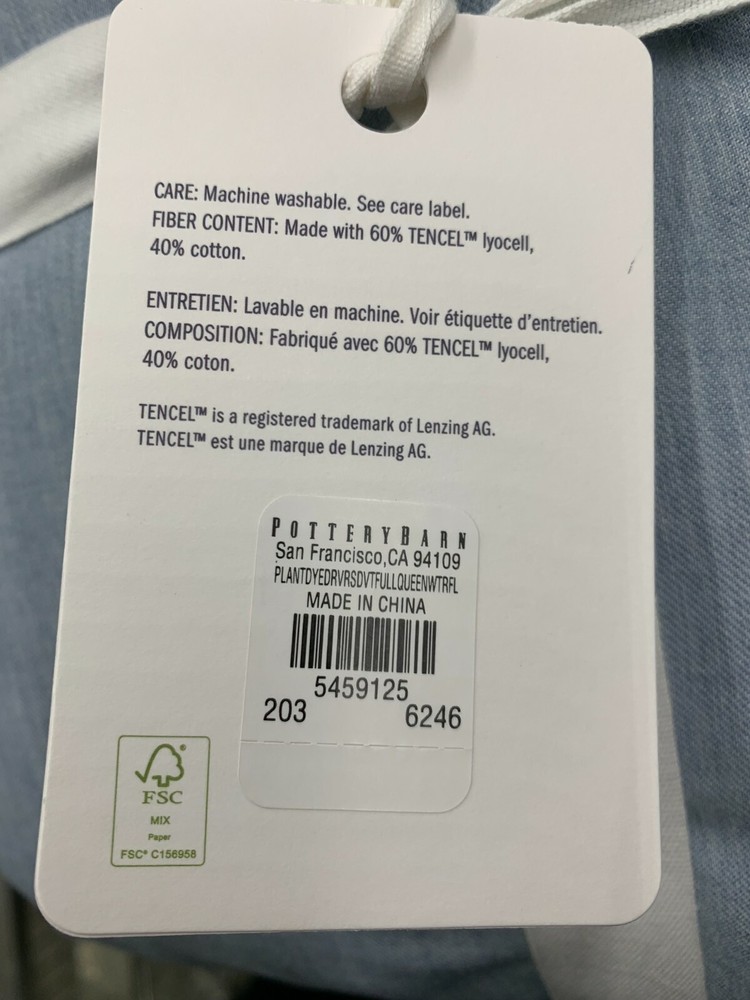 CARE: Machine washable. See care label.
FIBER CONTENT: Made with 60% TENCEL™ lyocell,
40% cotton.
ENTRETIEN: Lavable en machine. Voir étiquette d'entretien.
COMPOSITION: Fabriqué avec 60% TENCEL™ lyocell,
40% coton.
TENCEL™ is a registered trademark of Lenzing AG.
TENCEL™ est une marque de Lenzing AG.
POTTERYBARN
San Francisco,CA 94109
PLANTDYEDRVRSDVTFULLQUEENWTRFL
MADE IN CHINA
5459125
203 6246
FSC
MIX
Paper
FSC® C156958